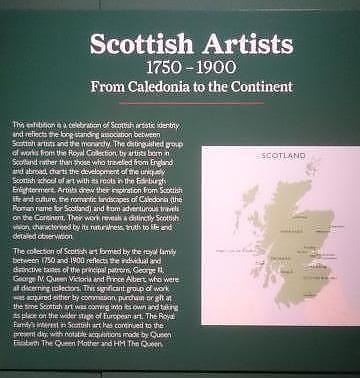 Scottish Artists
1750 – 1900
From Caledonia to the Continent
This exhibition is a celebration of Scottish artistic identity
and reflects the long-standing association between
Scottish artists and the monarchy. The distinguished group
of works from the Royal Collection, by artists born in
Scotland rather than those who travelled from England
and abroad, charts the development of the uniquely
Scottish school of art with its roots in the Edinburgh
Enlightenment. Artists drew their inspiration from Scottish
life and culture, the romantic landscapes of Caledonia (the
Roman name for Scotland) and from adventurous travels
on the Continent. Their work reveals a distinctly Scottish
vision, characterised by its naturalness, truth to life and
detailed observation.
The collection of Scottish art formed by the royal family
between 1750 and 1900 reflects the individual and
distinctive tastes of the principal patrons, George III,
George IV, Queen Victoria and Prince Albert, who were
all discerning collectors. This significant group of work
was acquired either by commission, purchase or gift at
the time Scottish art was coming into its own and taking
its place on the wider stage of European art. The Royal
Family's interest in Scottish art has continued to the
present day, with notable acquisitions made by Queen
Elizabeth The Queen Mother and HM The Queen.
SCOTLAND